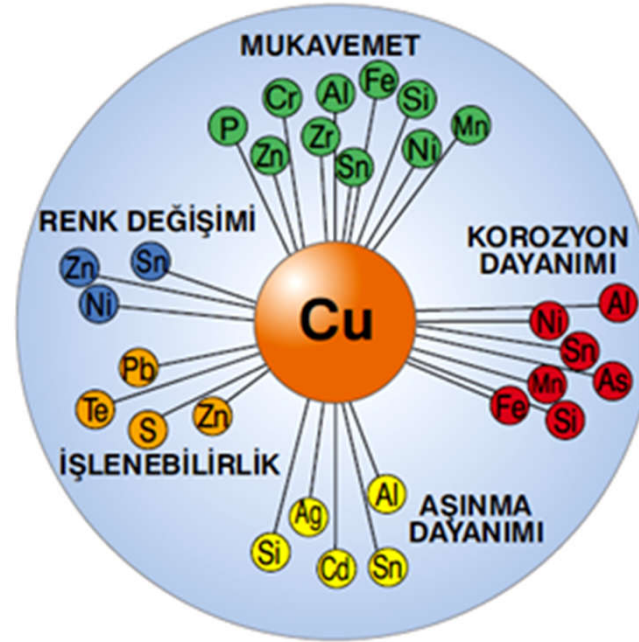 MUKAVEMET
P
Cr
Al
Fe
Si
Mn
Zn
Zr
Sn
Ni
RENK DEĞİŞİMİ
Zn
Sn
Ni
KOROZYON
DAYANIMI
Al
Ni
Sn
As
Mn
Fe
Si
Cu
Pb
Te
S
Zn
İŞLENEBİLİRLİK
Al
Ag
Si
Cd
Sn
AŞINMA
DAYANIMI